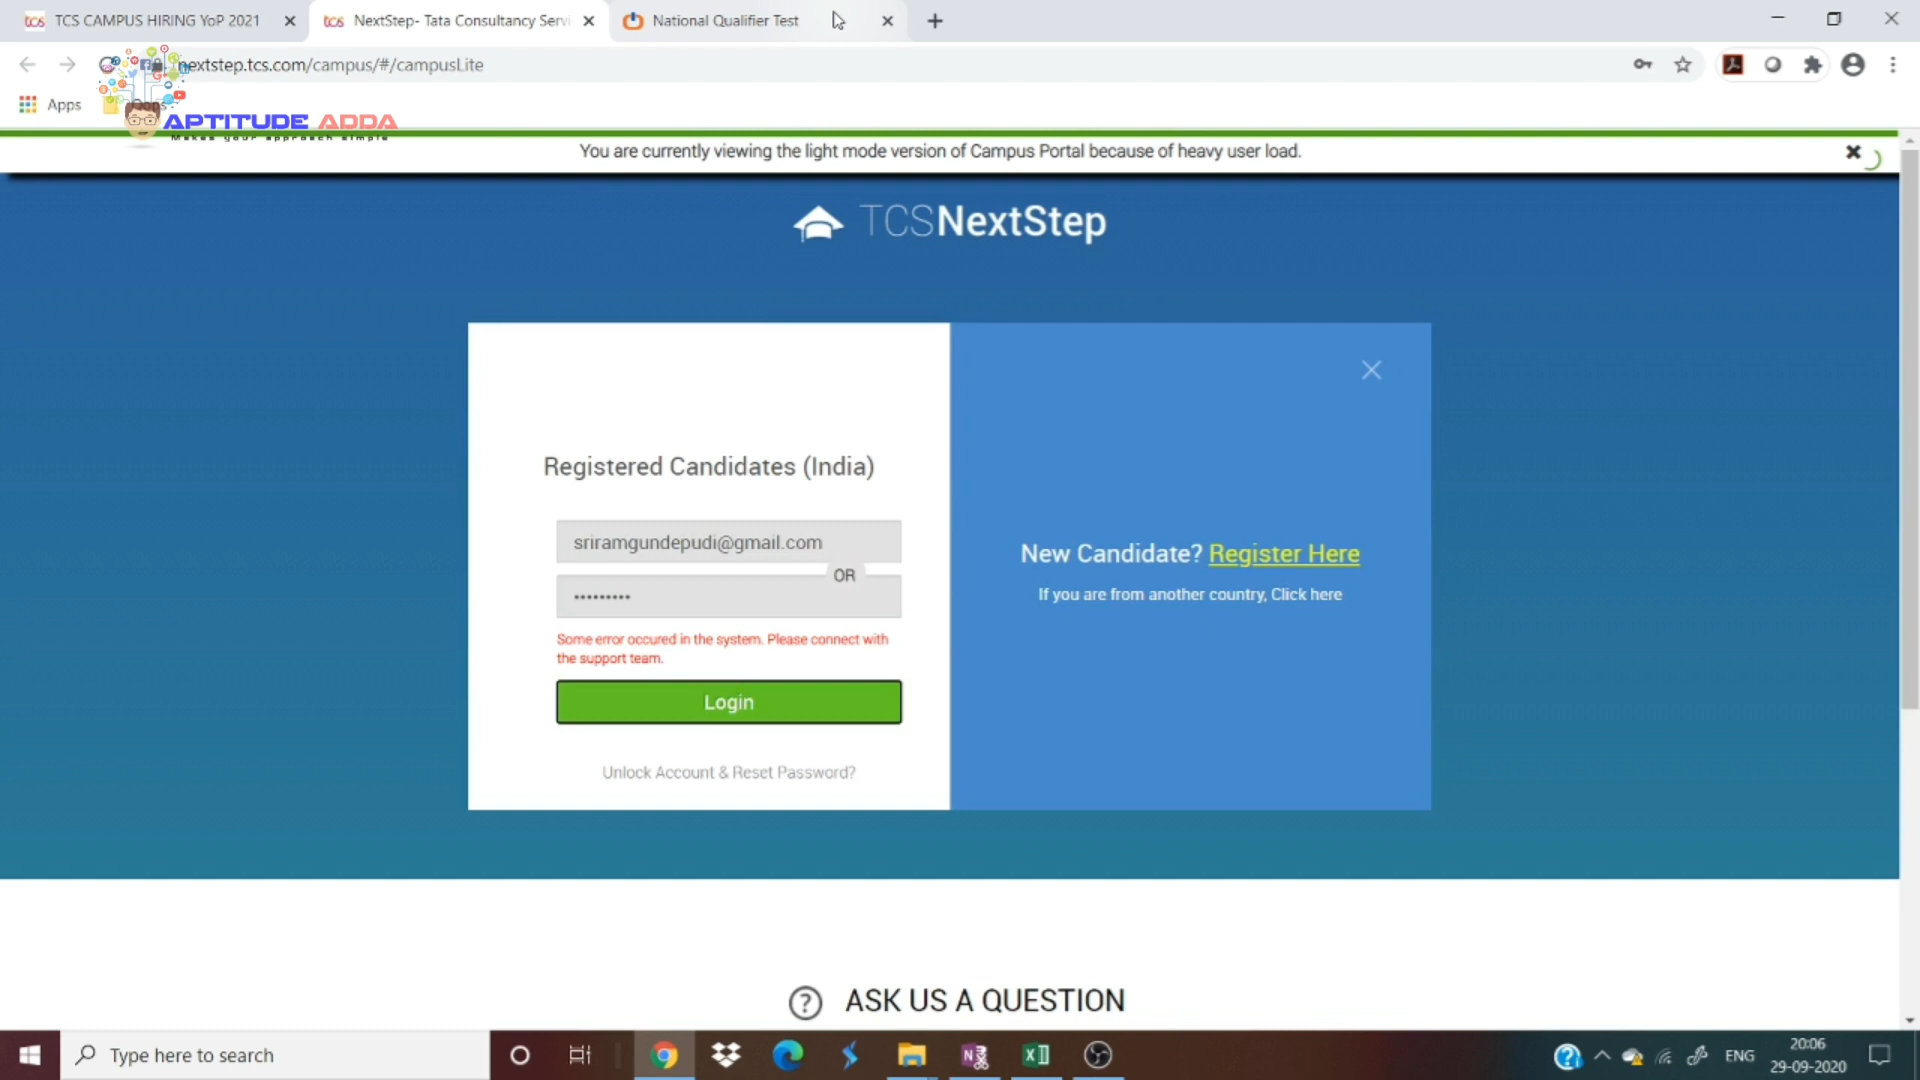 TCS CAMPUS HIRING YoP 2021
NextStep- Tata Consultancy Servi
National Qualifier Test
nextstep.tcs.com/campus/#/campusLite
Apps
APTITUDE ADDA
Makes your approach simple
You are currently viewing the light mode version of Campus Portal because of heavy user load.
TCSNextStep
Registered Candidates (India)
sriramgundepudi@gmail.com
OR
•••••••••
Some error occured in the system. Please connect with
the support team.
Login
Unlock Account & Reset Password?
New Candidate? Register Here
If you are from another country, Click here
ASK US A QUESTION
Type here to search
ENG
20:06
29-09-2020